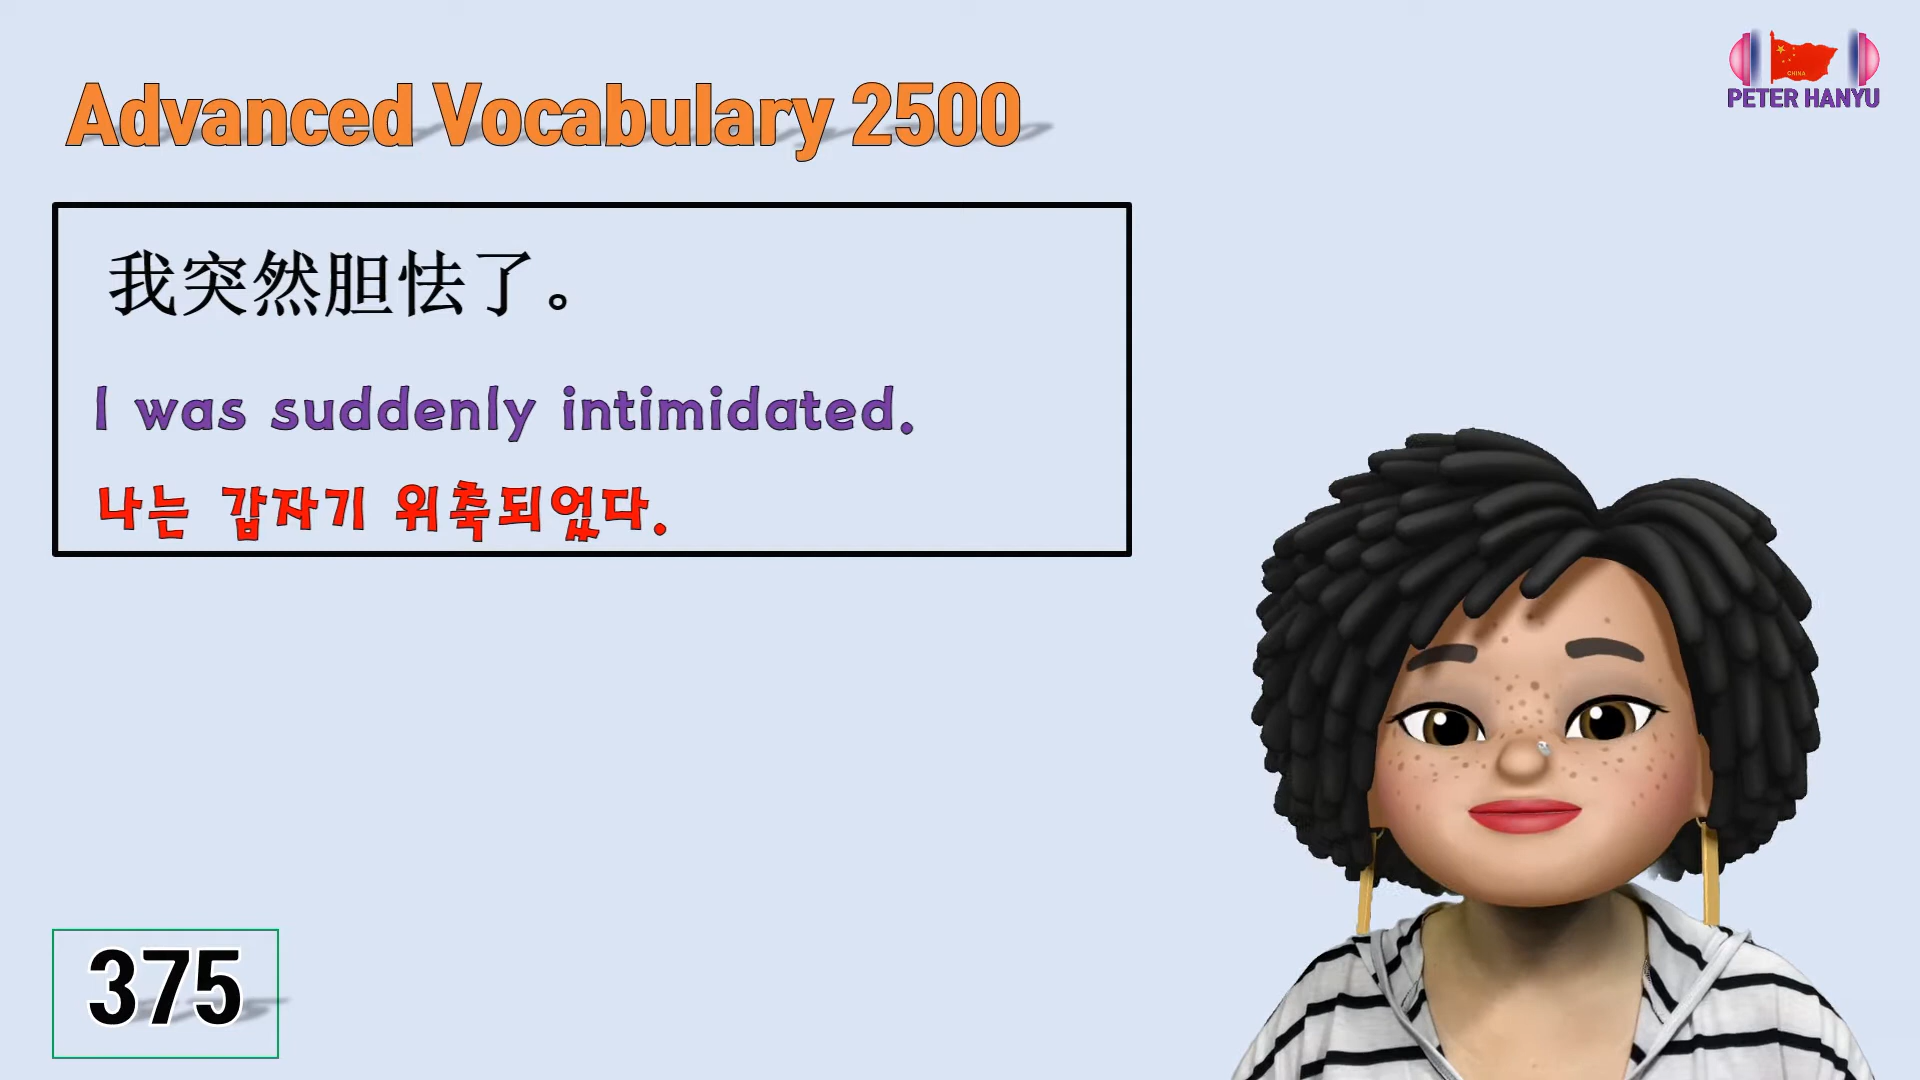 Advanced Vocabulary 2500
CHINA
PETER HANYU
我突然胆怯了。
I was suddenly intimidated.
나는 갑자기 위축되었다.
375